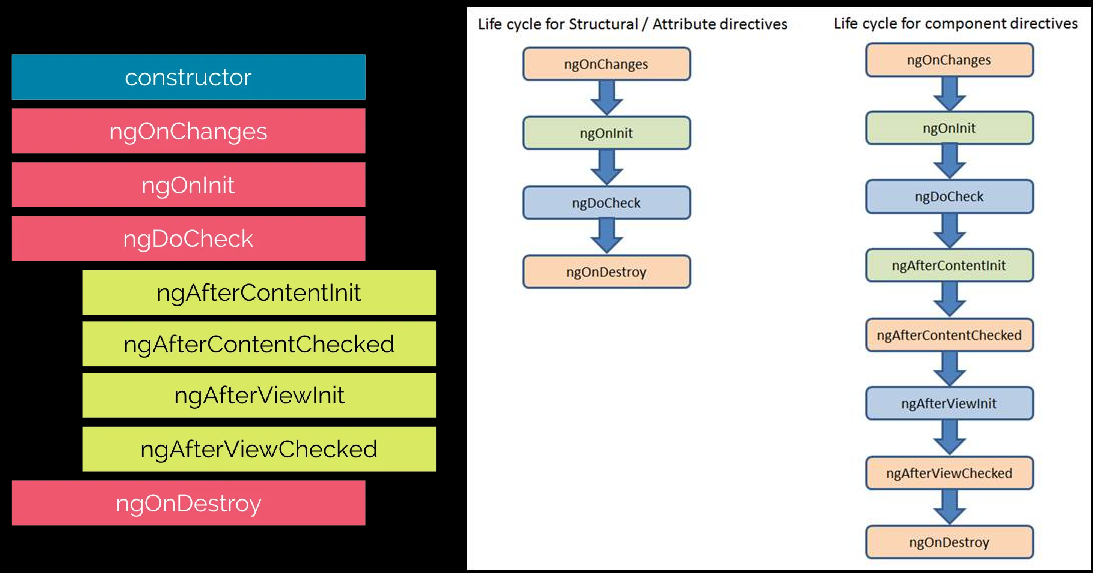 constructor
ngOnChanges
ngOnInit
ngDoCheck
ngAfterContentInit
ngAfterContentChecked
ngAfterViewInit
ngAfterViewChecked
ngOnDestroy
Life cycle for Structural / Attribute directives
ngOnChanges
ngOnInit
ngDoCheck
ngOnDestroy
Life cycle for component directives
ngOnChanges
ngOnInit
ngDoCheck
ngAfterContentInit
ngAfterContentChecked
ngAfterViewInit
ngAfterViewChecked
ngOnDestroy